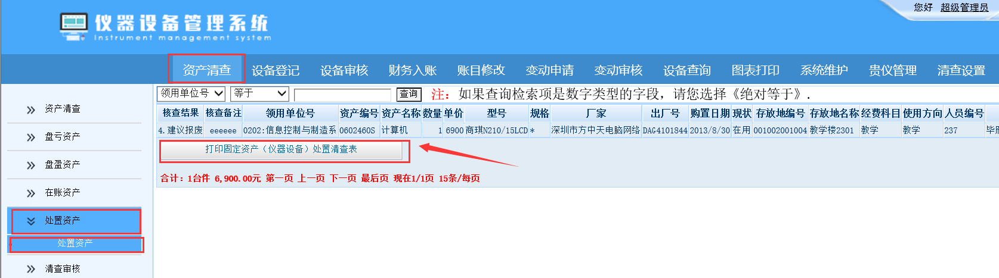 您好 超级管理员
仪器设备管理系统
Instrument management system
资产清查 设备登记 设备审核 财务入账 账目修改 变动申请 变动审核 设备查询 图表打印 系统维护 贵仪管理 清查设置
领用单位号 等于 查询 注：如果查询检索项是数字类型的字段，请您选择《绝对等于》.
核查结果 核查备注 领用单位号 资产编号 资产名称 数量 单价 型号 规格 厂家 出厂号 购置日期 现状 存放地编号 存放地名称 经费科目 使用方向 人员编号
4.建议报废 eeeeee 0202:信息控制与制造系 0602460S 计算机 1 6900 商琪N210/15LCD * 深圳市方中天电脑网络 DAG4101844 2013/8/30 在用 001002001004 教学楼2301 教学 教学 237
打印固定资产（仪器设备）处置清查表
合计：1台件 6,900.00元 第一页 上一页 下一页 最后页 现在1/1页 15条/每页
资产清查
盘亏资产
盘盈资产
在账资产
处置资产
处置资产
清查审核